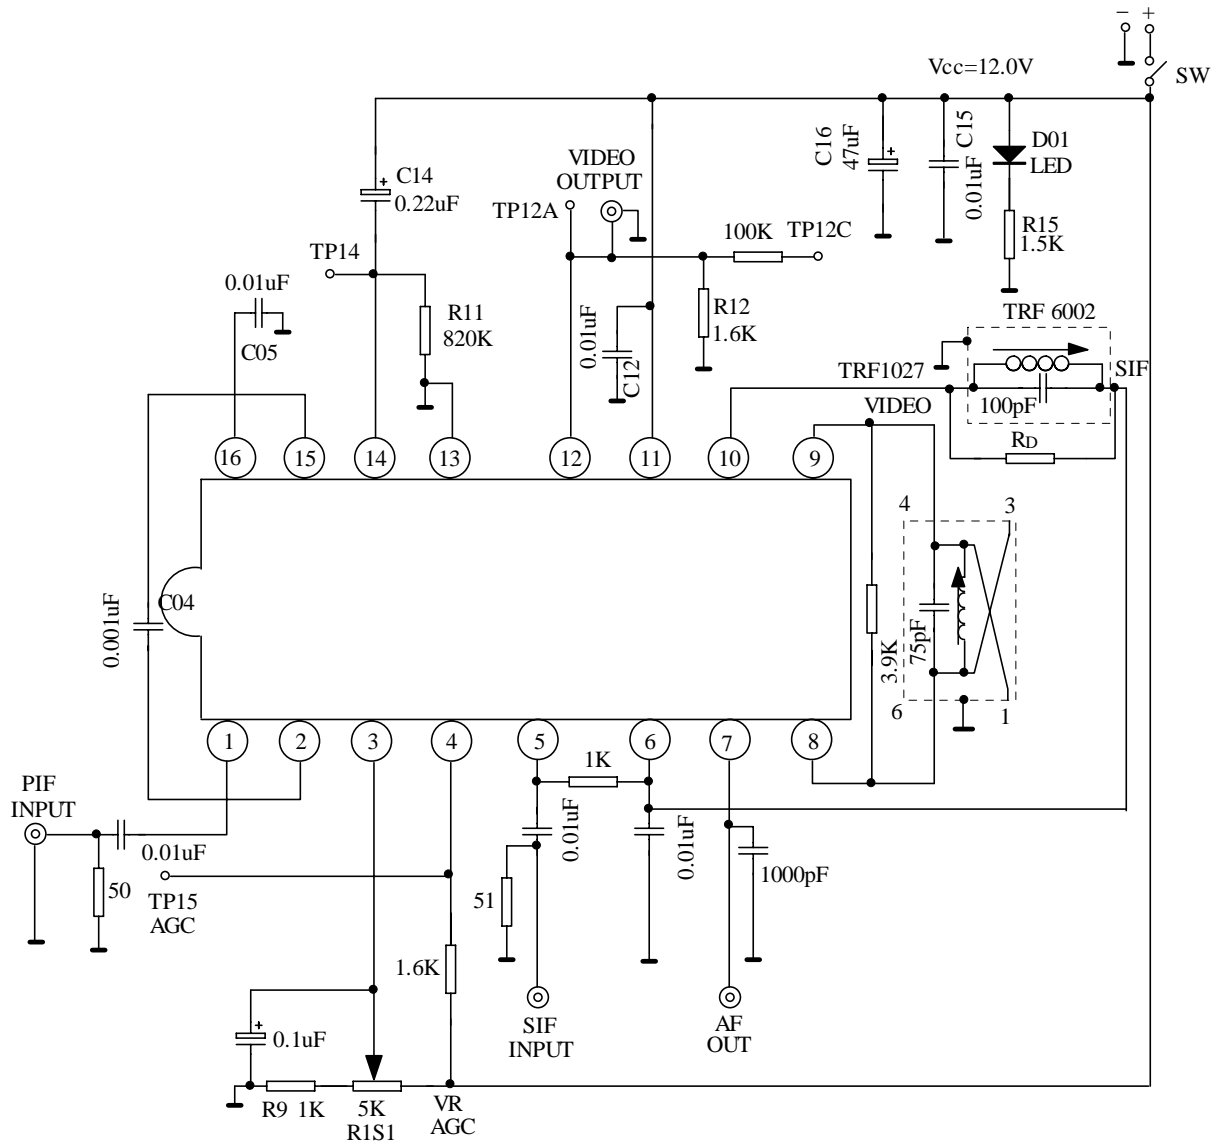 − +
SW
Vcc=12.0V
C16
47uF
C15
0.01uF
D01
LED
R15
1.5K
C14
0.22uF
VIDEO
OUTPUT
TP12A
100K
TP12C
TP14
0.01uF
C05
R11
820K
0.01uF
C12
R12
1.6K
TRF 6002
TRF1027
SIF
100pF
VIDEO
RD
16
15
14
13
12
11
10
9
4
3
C04
0.001uF
3.9K
75pF
6
1
1
2
3
4
5
6
7
8
1K
PIF
INPUT
0.01uF
50
TP15
AGC
0.01uF
0.01uF
51
1000pF
1.6K
SIF
INPUT
AF
OUT
+
0.1uF
R9 1K
5K
R1S1
VR
AGC
+
+